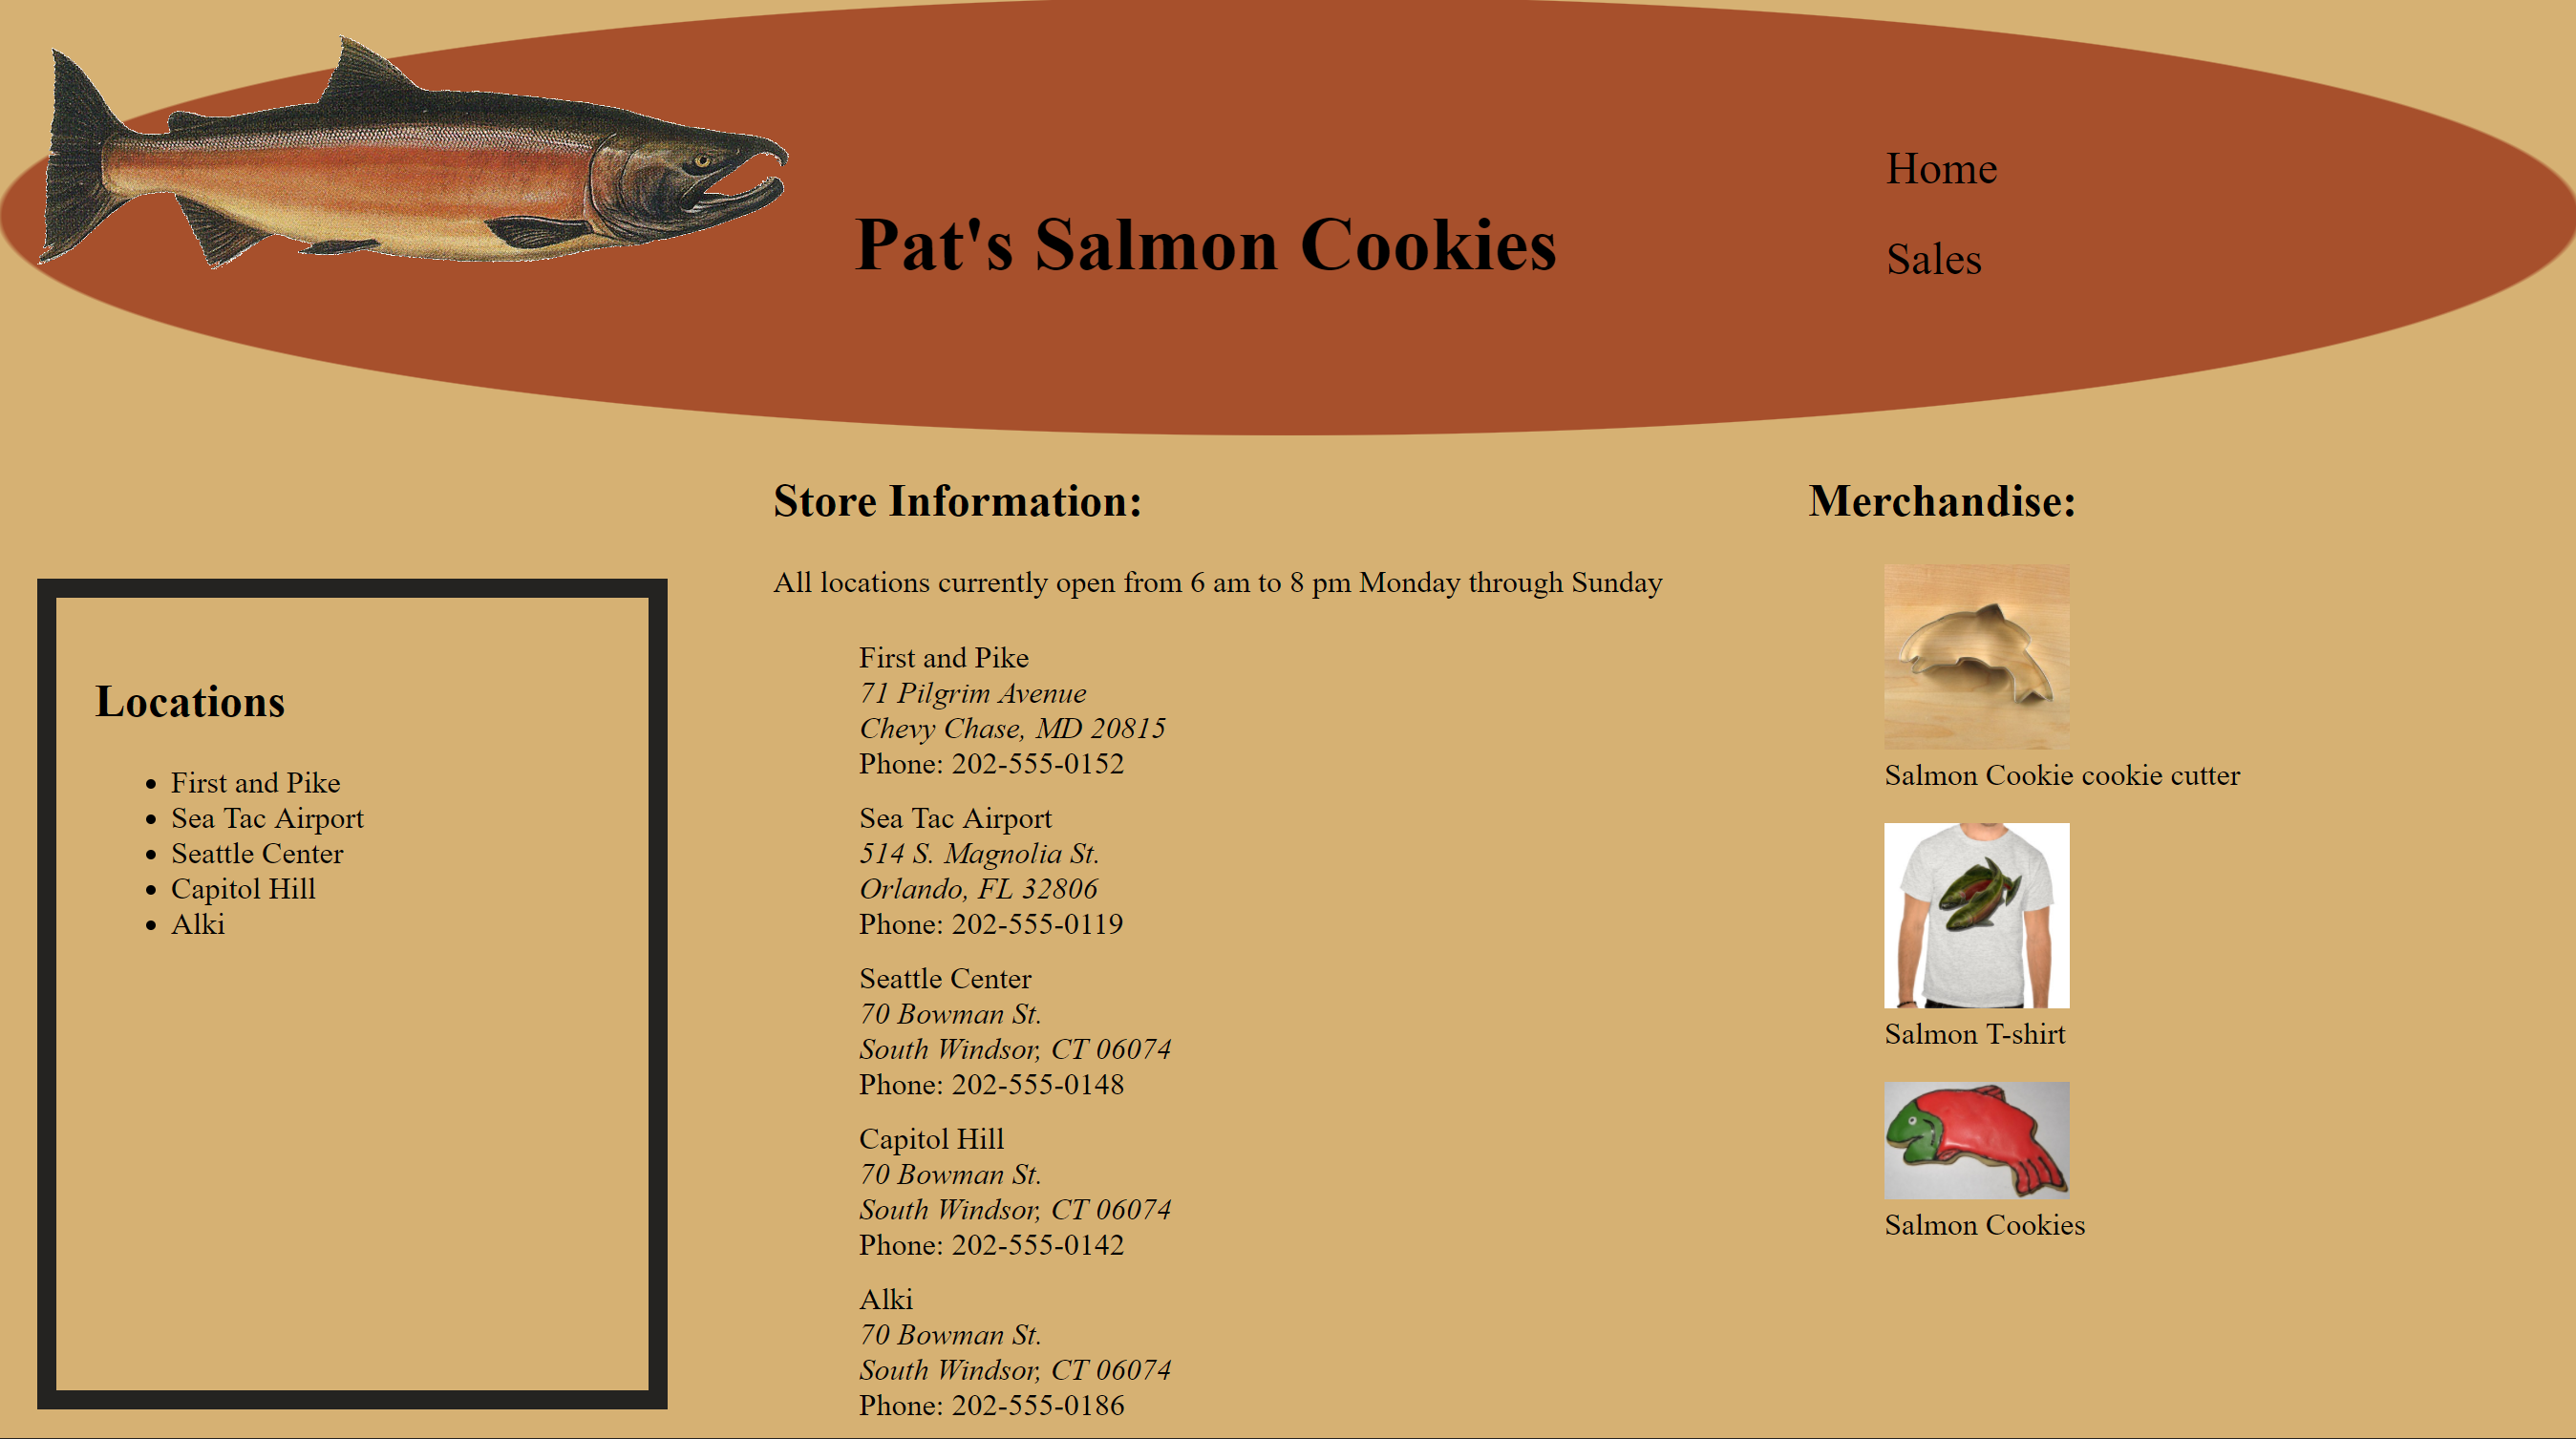 Pat's Salmon Cookies
Home
Sales
Locations
First and Pike
Sea Tac Airport
Seattle Center
Capitol Hill
Alki
Store Information:
All locations currently open from 6 am to 8 pm Monday through Sunday
First and Pike
71 Pilgrim Avenue
Chevy Chase, MD 20815
Phone: 202-555-0152
Sea Tac Airport
514 S. Magnolia St.
Orlando, FL 32806
Phone: 202-555-0119
Seattle Center
70 Bowman St.
South Windsor, CT 06074
Phone: 202-555-0148
Capitol Hill
70 Bowman St.
South Windsor, CT 06074
Phone: 202-555-0142
Alki
70 Bowman St.
South Windsor, CT 06074
Phone: 202-555-0186
Merchandise:
Salmon Cookie cookie cutter
Salmon T-shirt
Salmon Cookies